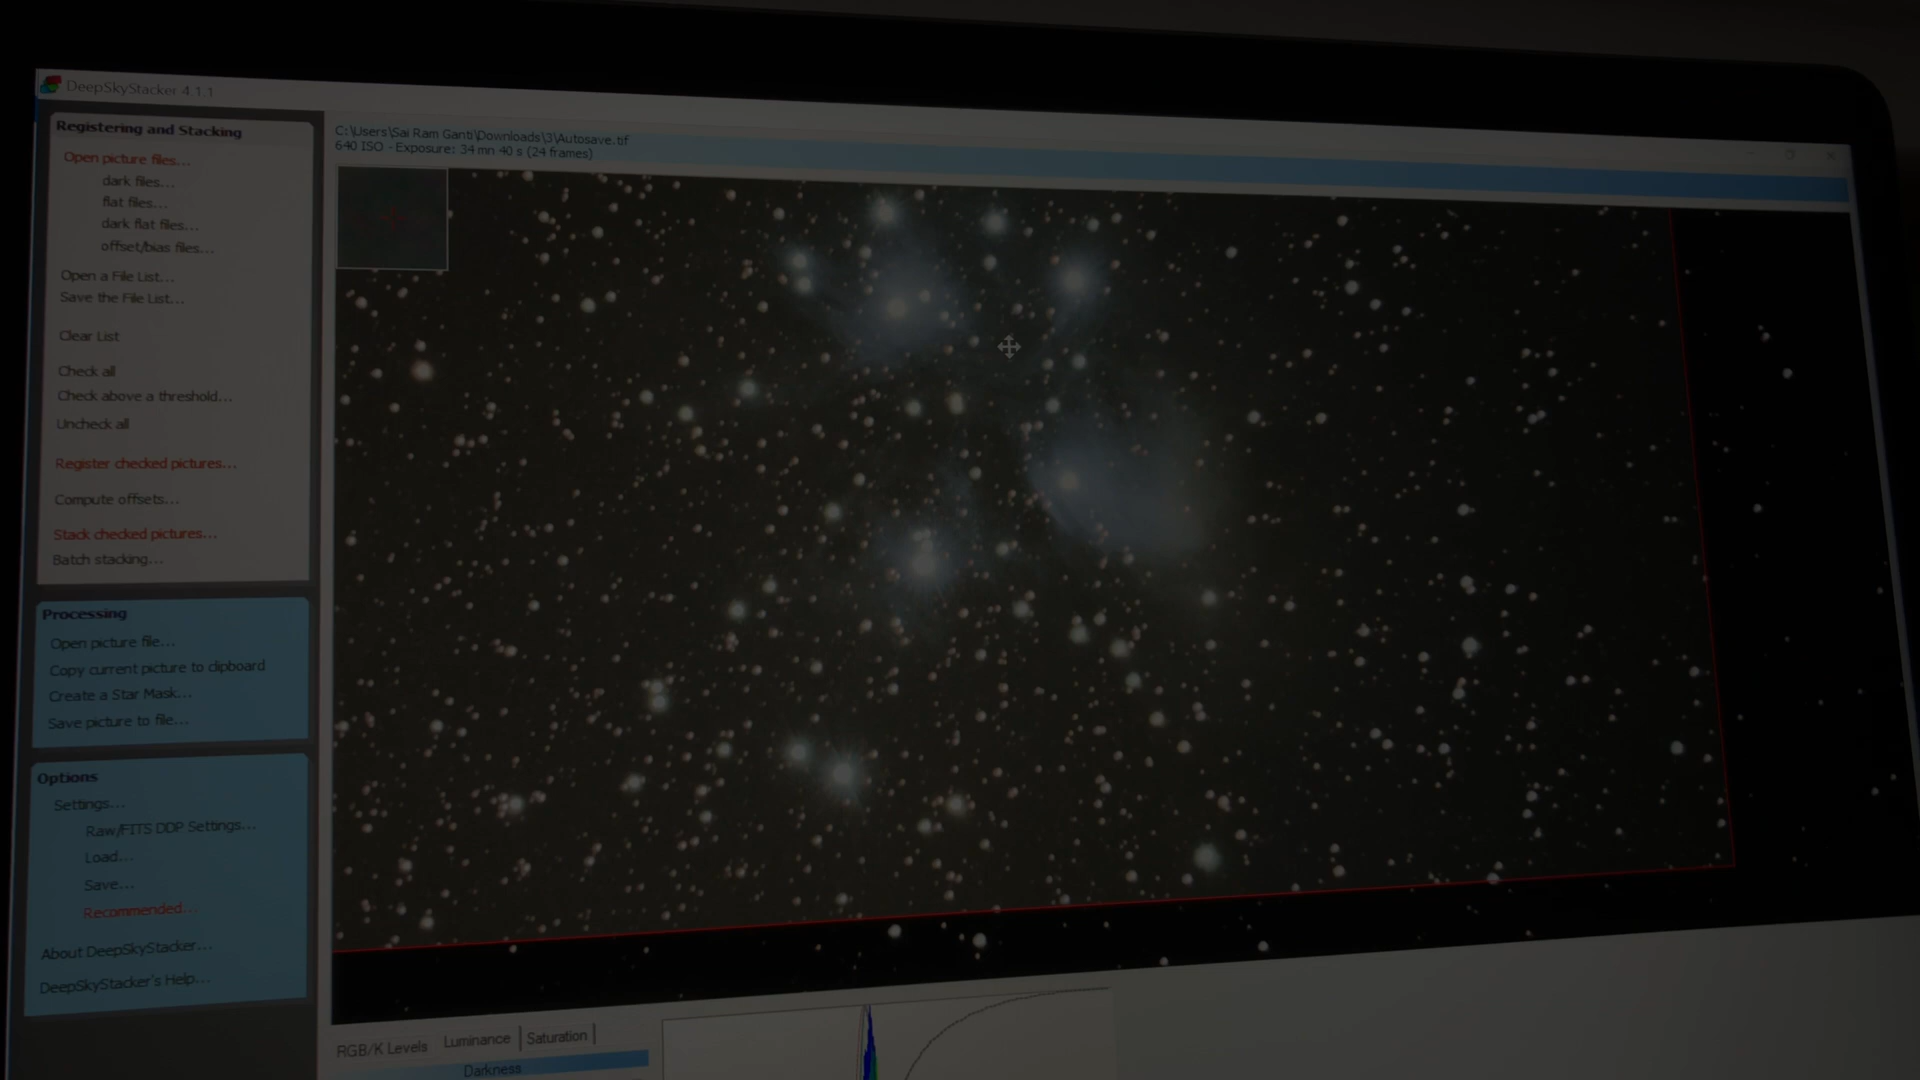 DeepSkyStacker 4.1.1
Registering and Stacking
Open picture files...
dark files...
flat files...
dark flat files...
offset/bias files...
Open a File List...
Save the File List...
Clear List
Check all
Check above a threshold...
Uncheck all
Register checked pictures...
Compute offsets...
Stack checked pictures...
Batch stacking...
Processing
Open picture file...
Copy current picture to clipboard
Create a Star Mask...
Save picture to file...
Options
Settings...
Raw/FITS DDP Settings...
Load...
Save...
Recommended...
About DeepSkyStacker...
DeepSkyStacker's Help...
C:\Users\Sai Ram Ganti\Downloads\3\Autosave.tif
640 ISO - Exposure: 34 mn 40 s (24 frames)
RGB/K Levels
Luminance
Saturation
Darkness